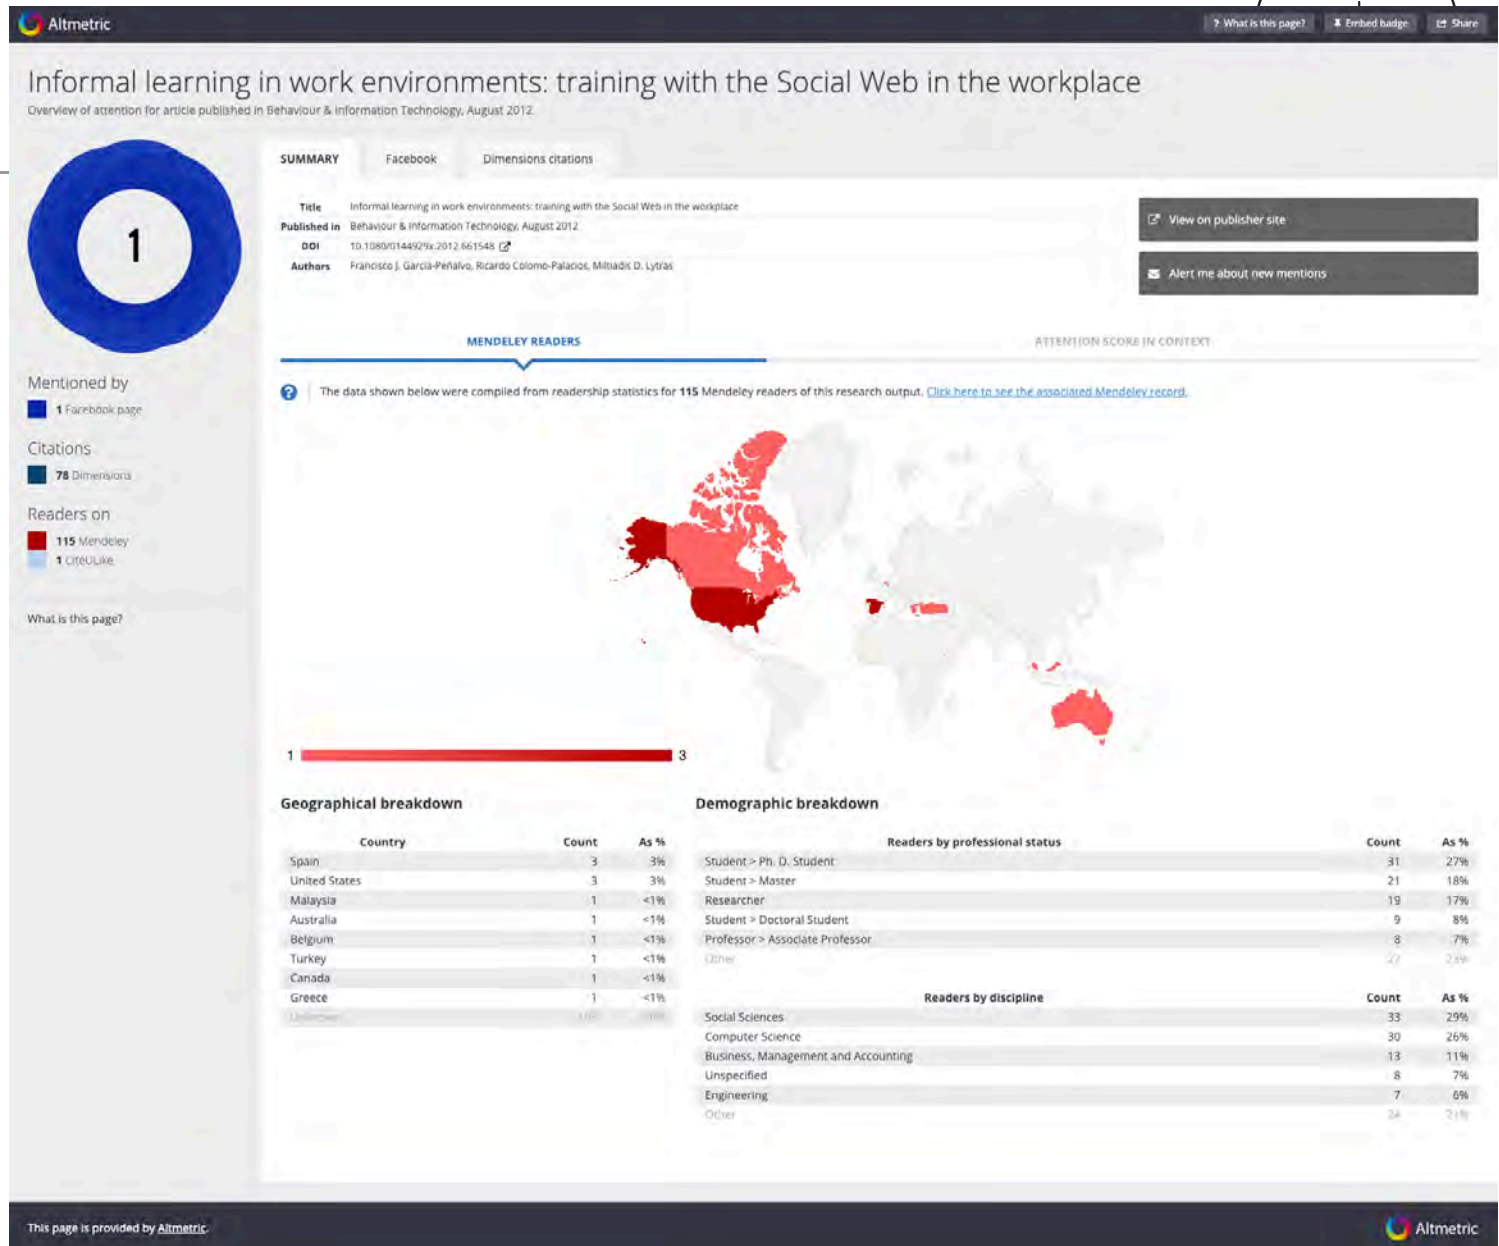 Altmetric
? What is this page?
Embed badge
Share
Informal learning in work environments: training with the Social Web in the workplace
Overview of attention for article published in Behaviour & Information Technology, August 2012
1
Mentioned by
1 Facebook page
Citations
78 Dimensions
Readers on
115 Mendeley
1 CiteULike
What is this page?
SUMMARY Facebook Dimensions citations
Title Informal learning in work environments: training with the Social Web in the workplace
Published in Behaviour & Information Technology, August 2012
DOI 10.1080/0144929x.2012.661548
Authors Francisco J. García-Peñalvo, Ricardo Colomo-Palacios, Miltiadis D. Lytras
View on publisher site
Alert me about new mentions
MENDELEY READERS
ATTENTION SCORE IN CONTEXT
? The data shown below were compiled from readership statistics for 115 Mendeley readers of this research output. Click here to see the associated Mendeley record.
1 3
Geographical breakdown
Country Count As %
Spain 3 3%
United States 3 3%
Malaysia 1 <1%
Australia 1 <1%
Belgium 1 <1%
Turkey 1 <1%
Canada 1 <1%
Greece 1 <1%
Unknown
Demographic breakdown
Readers by professional status Count As %
Student > Ph. D. Student 31 27%
Student > Master 21 18%
Researcher 19 17%
Student > Doctoral Student 9 8%
Professor > Associate Professor 8 7%
Other 27 23%
Readers by discipline Count As %
Social Sciences 33 29%
Computer Science 30 26%
Business, Management and Accounting 13 11%
Unspecified 8 7%
Engineering 7 6%
Other 24 21%
This page is provided by Altmetric.
Altmetric